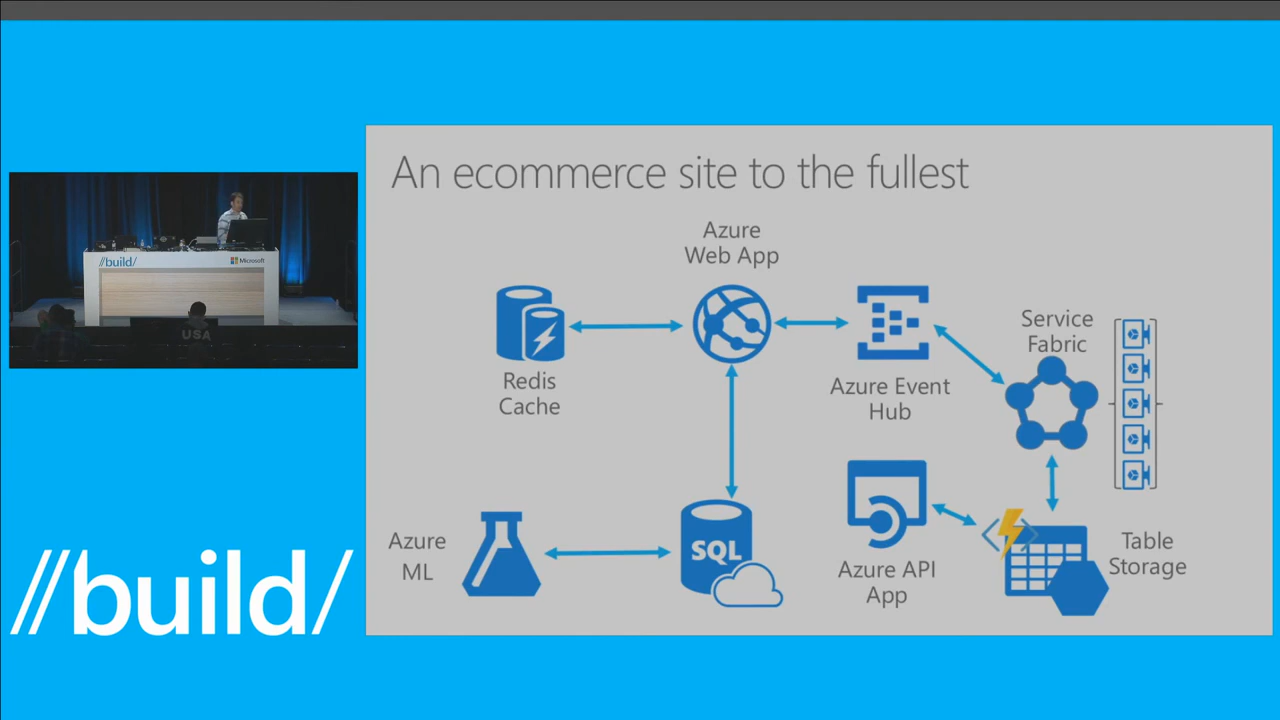 An ecommerce site to the fullest
Azure
Web App
Redis
Cache
Azure Event
Hub
Service
Fabric
Azure
ML
SQL
Azure API
App
Table
Storage
//build/
Microsoft
USA
//build/